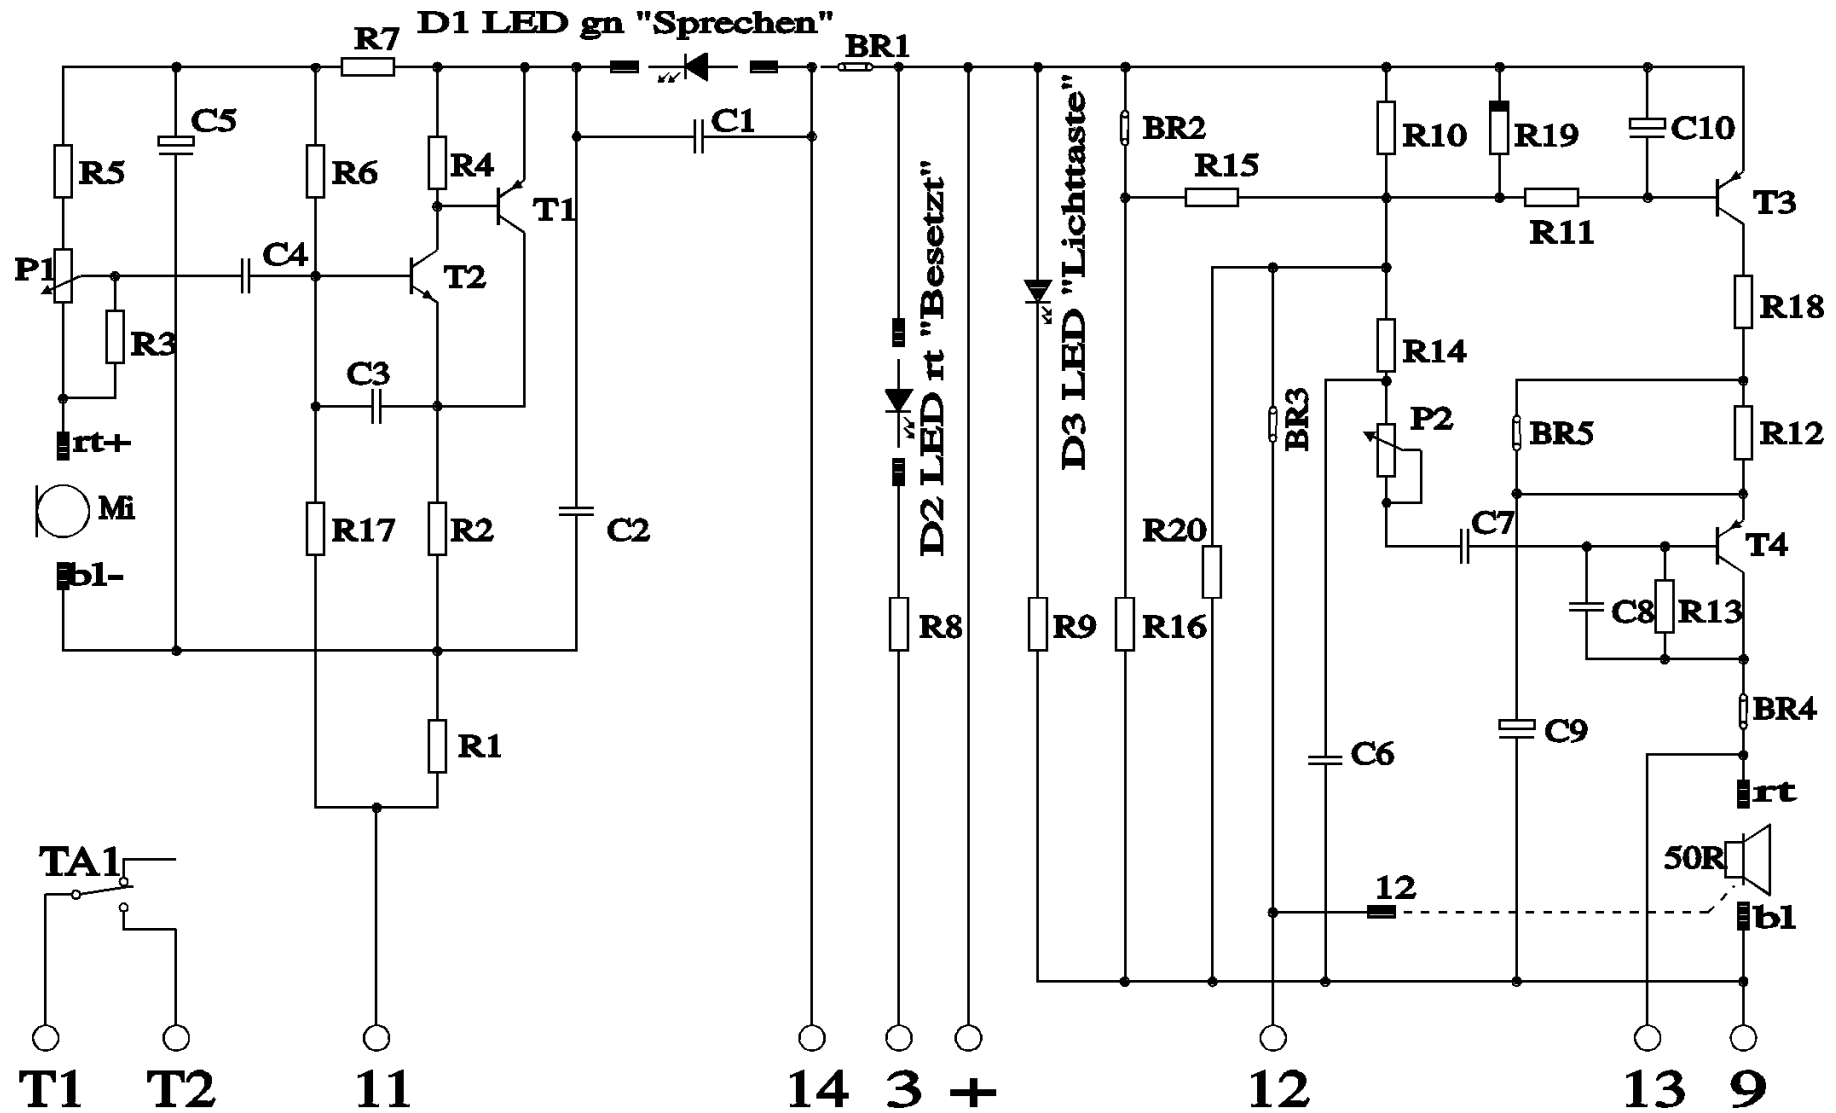 D1 LED gn "Sprechen"
R7
BR1
C5
C1
BR2
R10
R19
C10
R5
R6
R4
R15
T1
T3
R11
P1
C4
T2
R3
R18
C3
R14
D2 LED rt "Besetzt"
D3 LED "Lichttaste"
BR3
P2
BR5
R12
rt+
Mi
R17
R2
C2
R20
C7
T4
bl-
R8
R9
R16
C8
R13
BR4
R1
C6
C9
rt
TA1
50R
12
bl
T1
T2
11
14
3
+
12
13
9